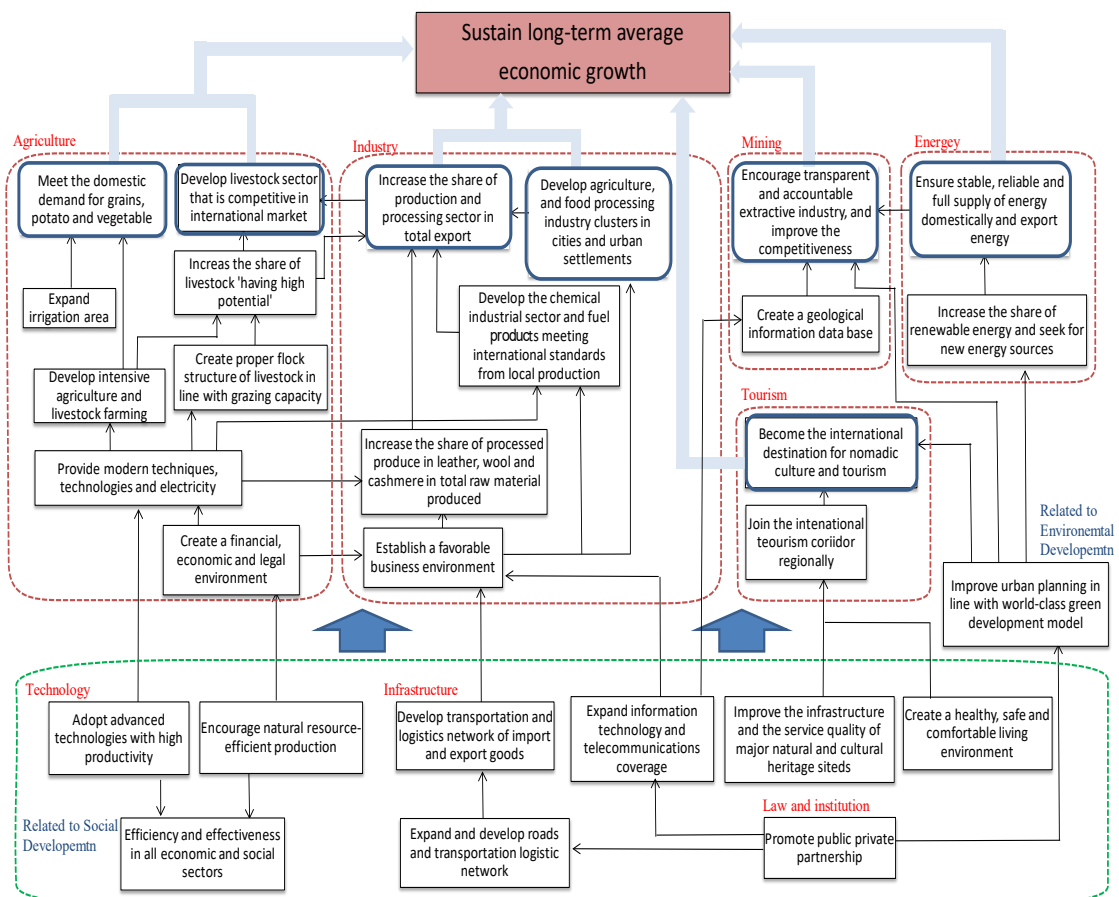 Sustain long-term average
economic growth
Agriculture
Meet the domestic
demand for grains,
potato and vegetable
Develop livestock sector
that is competitive in
international market
Increas the share of
livestock 'having high
potential'
Expand
irrigation area
Create proper flock
structure of livestock in
line with grazing capacity
Develop intensive
agriculture and
livestock farming
Provide modern techniques,
technologies and electricity
Create a financial,
economic and legal
environment
Industry
Increase the share of
production and
processing sector in
total export
Develop agriculture,
and food processing
industry clusters in
cities and urban
settlements
Develop the chemical
industrial sector and fuel
products meeting
international standards
from local production
Increase the share of processed
produce in leather, wool and
cashmere in total raw material
produced
Establish a favorable
business environment
Mining
Encourage transparent
and accountable
extractive industry, and
improve the
competitiveness
Create a geological
information data base
Energey
Ensure stable, reliable and
full supply of energy
domestically and export
energy
Increase the share of
renewable energy and seek for
new energy sources
Tourism
Become the international
destination for nomadic
culture and tourism
Join the intenational
teourism coriidor
regionally
Related to
Environemtal
Developemtn
Improve urban planning in
line with world-class green
development model
Technology
Adopt advanced
technologies with high
productivity
Encourage natural resource-
efficient production
Related to Social
Developemtn
Efficiency and effectiveness
in all economic and social
sectors
Infrastructure
Develop transportation and
logistics network of import
and export goods
Expand information
technology and
telecommunications
coverage
Improve the infrastructure
and the service quality of
major natural and cultural
heritage siteds
Create a healthy, safe and
comfortable living
environment
Expand and develop roads
and transportation logistic
network
Law and institution
Promote public private
partnership